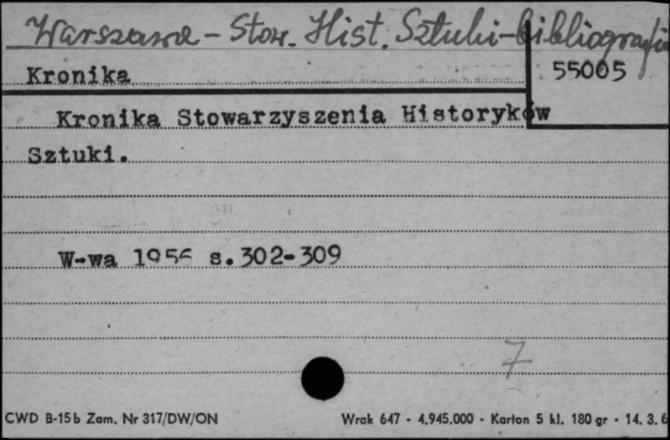 Warszawa - Stow. Hist. Sztuki - bibliografia
Kronika
55005
Kronika Stowarzyszenia Historyków
Sztuki.
W-wa 1956 s.302-309
7
CWD B-15b Zam. Nr 317/DW/ON Wrak 647 - 4.945.000 - Karton 5 kl. 180 gr - 14. 3. 6